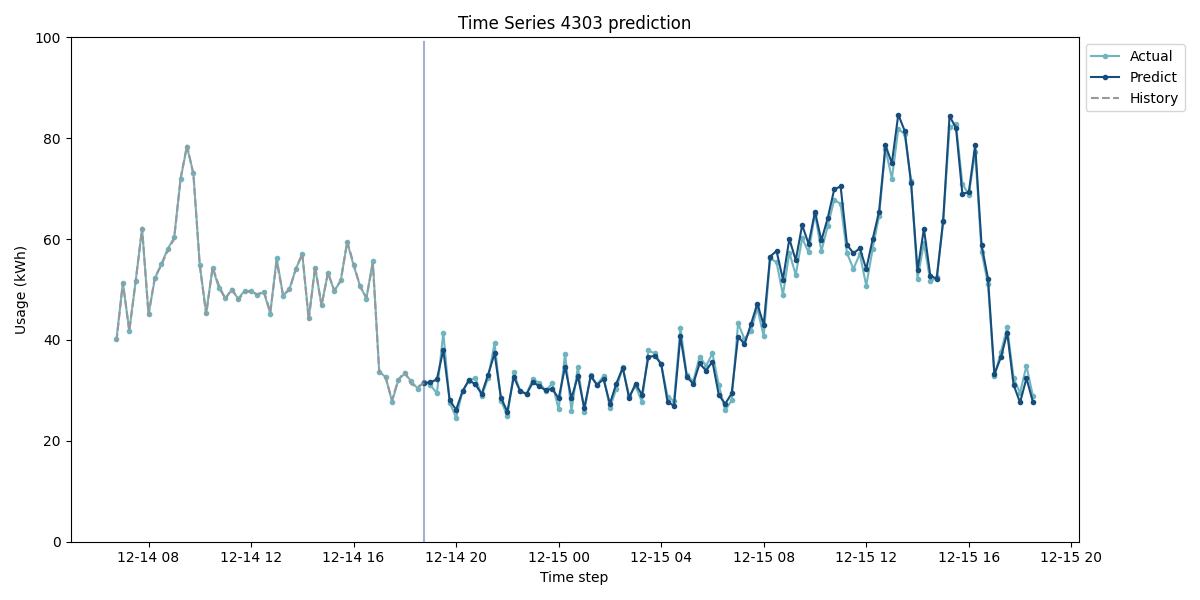 Time Series 4303 prediction
100
80
60
40
20
0
Usage (kWh)
12-14 08
12-14 12
12-14 16
12-14 20
12-15 00
12-15 04
12-15 08
12-15 12
12-15 16
12-15 20
Time step
Actual
Predict
History